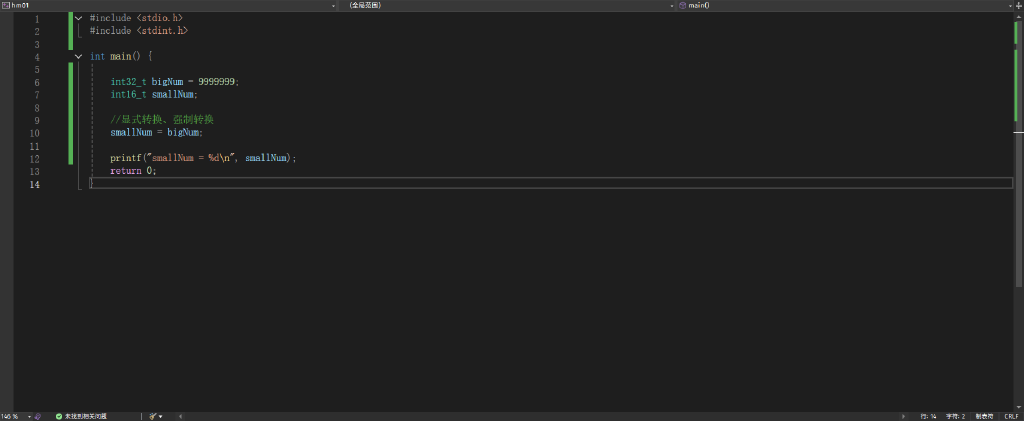 hm01 (全局范围) main()
1 #include <stdio.h>
2 #include <stdint.h>
3
4 int main() {
5
6 int32_t bigNum = 9999999;
7 int16_t smallNum;
8
9 //显式转换、强制转换
10 smallNum = bigNum;
11
12 printf("smallNum = %d\n", smallNum);
13 return 0;
14
146 % 未找到相关问题 行: 14 字符: 2 制表符 CRLF